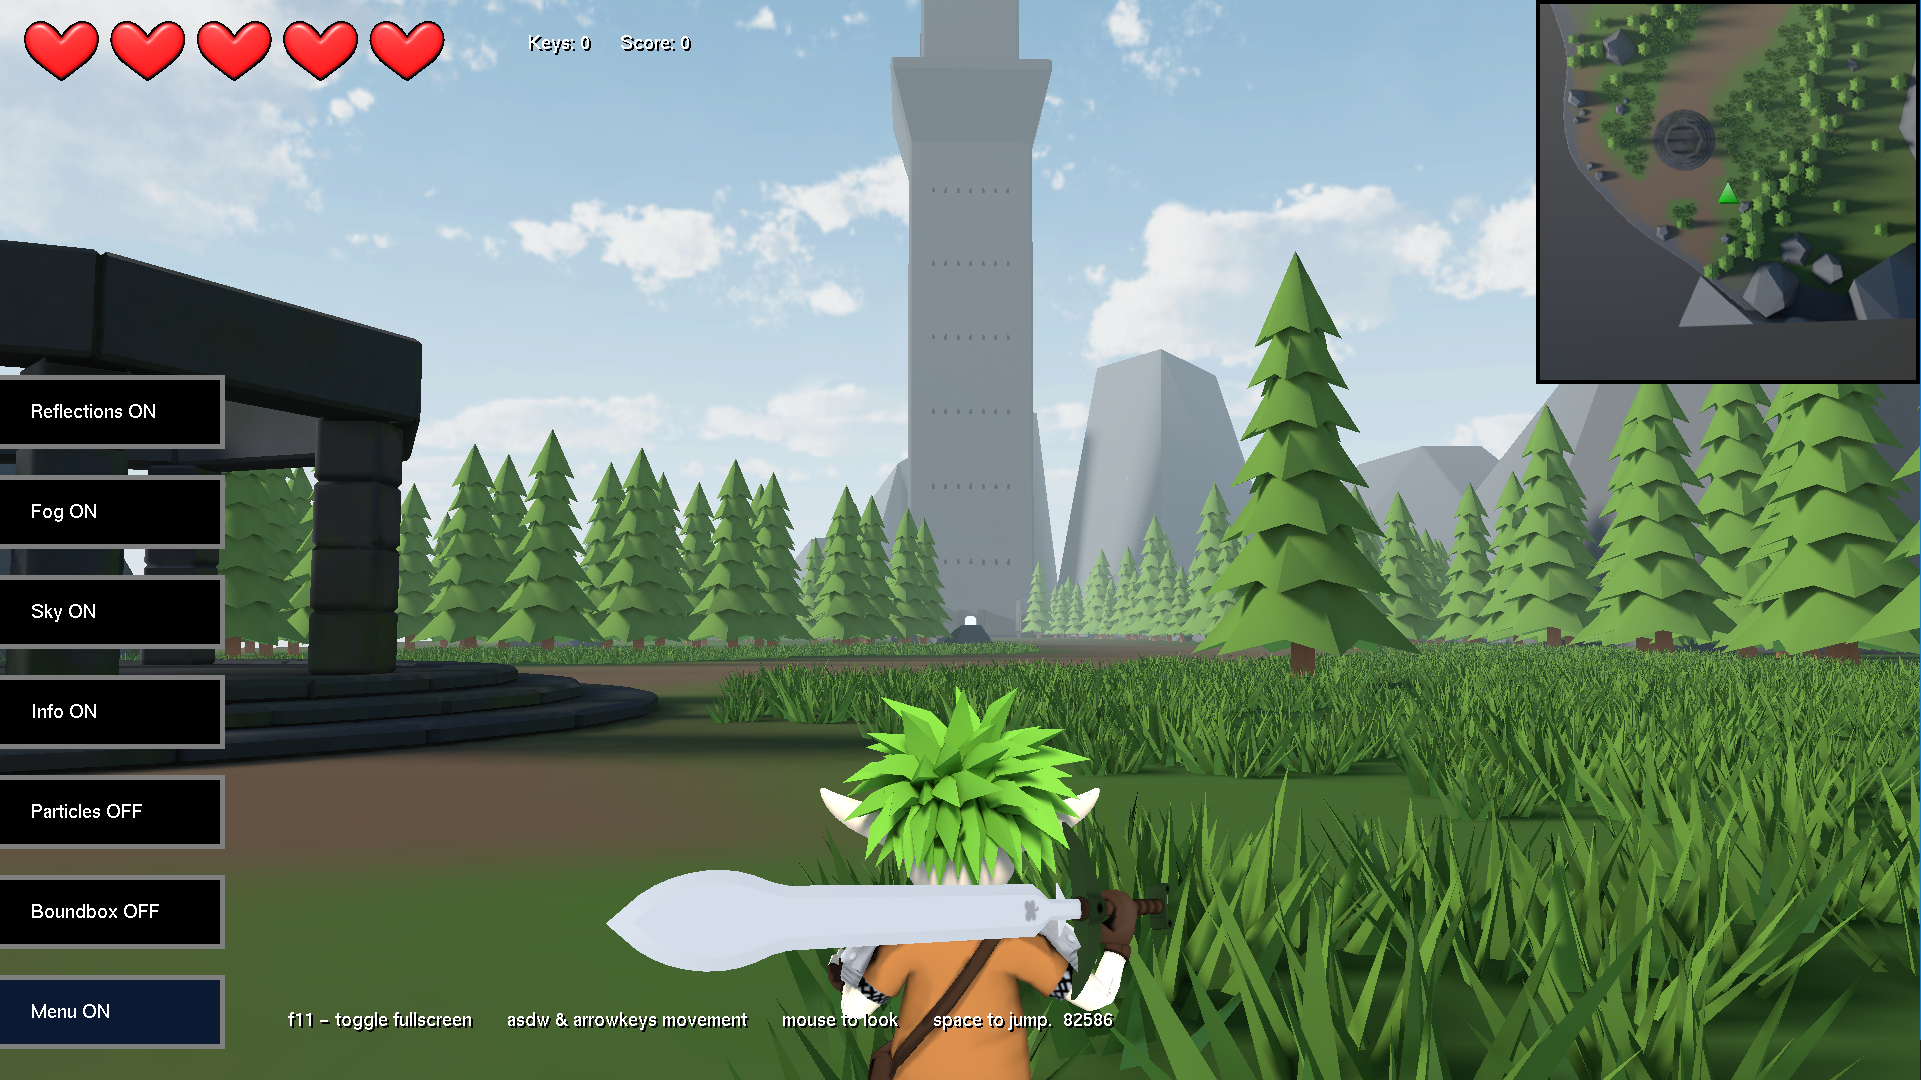 Keys: 0 Score: 0
Reflections ON
Fog ON
Sky ON
Info ON
Particles OFF
Boundbox OFF
Menu ON
f11 - toggle fullscreen asdw & arrowkeys movement mouse to look space to jump. 82586